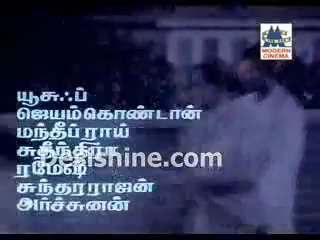 MODERN
CINEMA
யூசுஃப்
ஜெயம்கொண்டான்
மந்தீப் ராய்
Desishine.com
ரமேஷ்
சுந்தரராஜன்
அர்ச்சுனன்